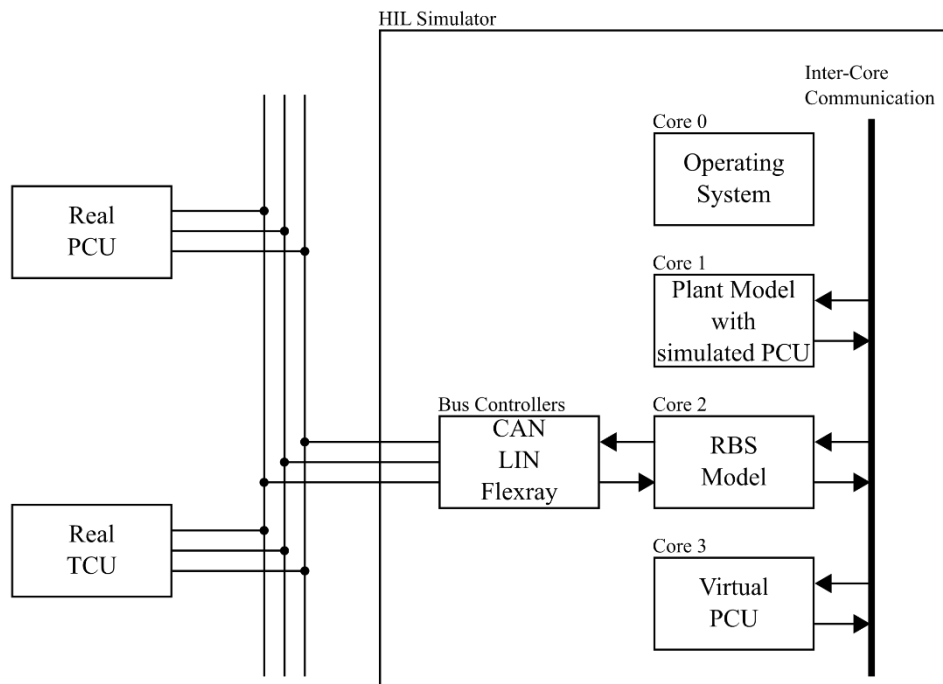 HIL Simulator
Inter-Core
Communication
Core 0
Operating
System
Real
PCU
Core 1
Plant Model
with
simulated PCU
Bus Controllers
CAN
LIN
Flexray
Core 2
RBS
Model
Real
TCU
Core 3
Virtual
PCU